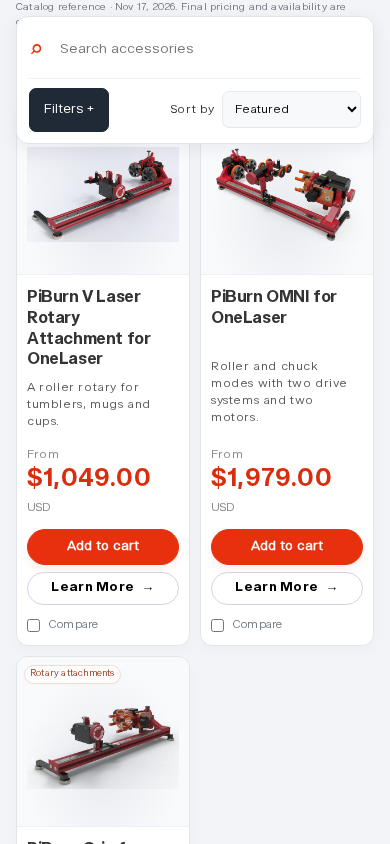 Catalog reference · Nov 17, 2026. Final pricing and availability are
Search accessories
Filters +
Sort by
Featured
PiBurn V Laser
Rotary
Attachment for
OneLaser
A roller rotary for
tumblers, mugs and
cups.
From
$1,049.00
USD
Add to cart
Learn More →
Compare
PiBurn OMNI for
OneLaser
Roller and chuck
modes with two drive
systems and two
motors.
From
$1,979.00
USD
Add to cart
Learn More →
Compare
Rotary attachments